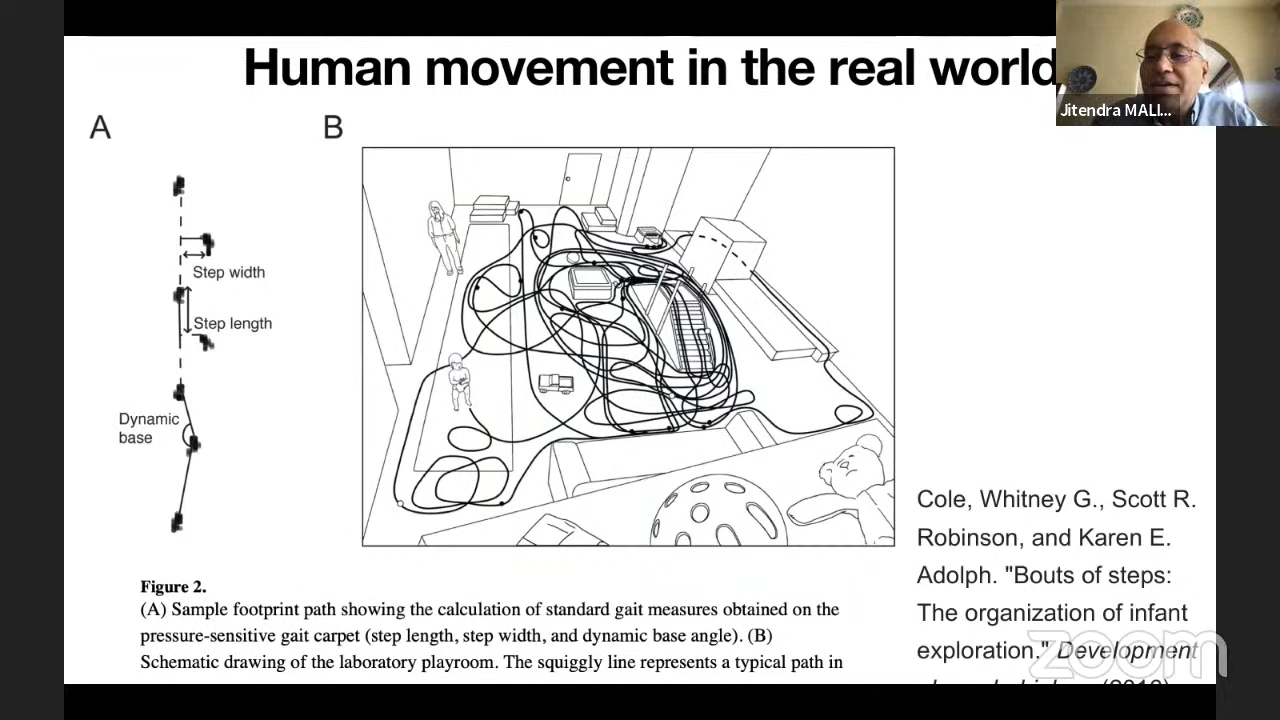 Human movement in the real world
Jitendra MALI...
A
B
Step width
Step length
Dynamic
base
Cole, Whitney G., Scott R.
Robinson, and Karen E.
Adolph. "Bouts of steps:
The organization of infant
exploration." Development
zoom
Figure 2.
(A) Sample footprint path showing the calculation of standard gait measures obtained on the
pressure-sensitive gait carpet (step length, step width, and dynamic base angle). (B)
Schematic drawing of the laboratory playroom. The squiggly line represents a typical path in